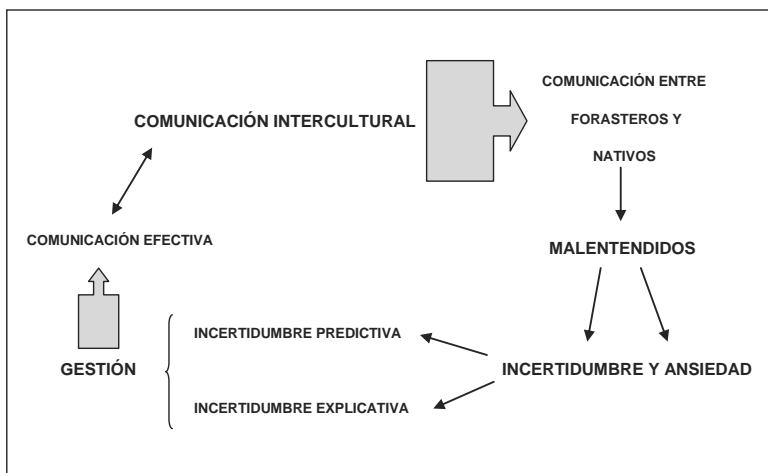 COMUNICACIÓN INTERCULTURAL
COMUNICACIÓN ENTRE
FORASTEROS Y
NATIVOS
MALENTENDIDOS
INCERTIDUMBRE Y ANSIEDAD
INCERTIDUMBRE PREDICTIVA
INCERTIDUMBRE EXPLICATIVA
GESTIÓN
COMUNICACIÓN EFECTIVA